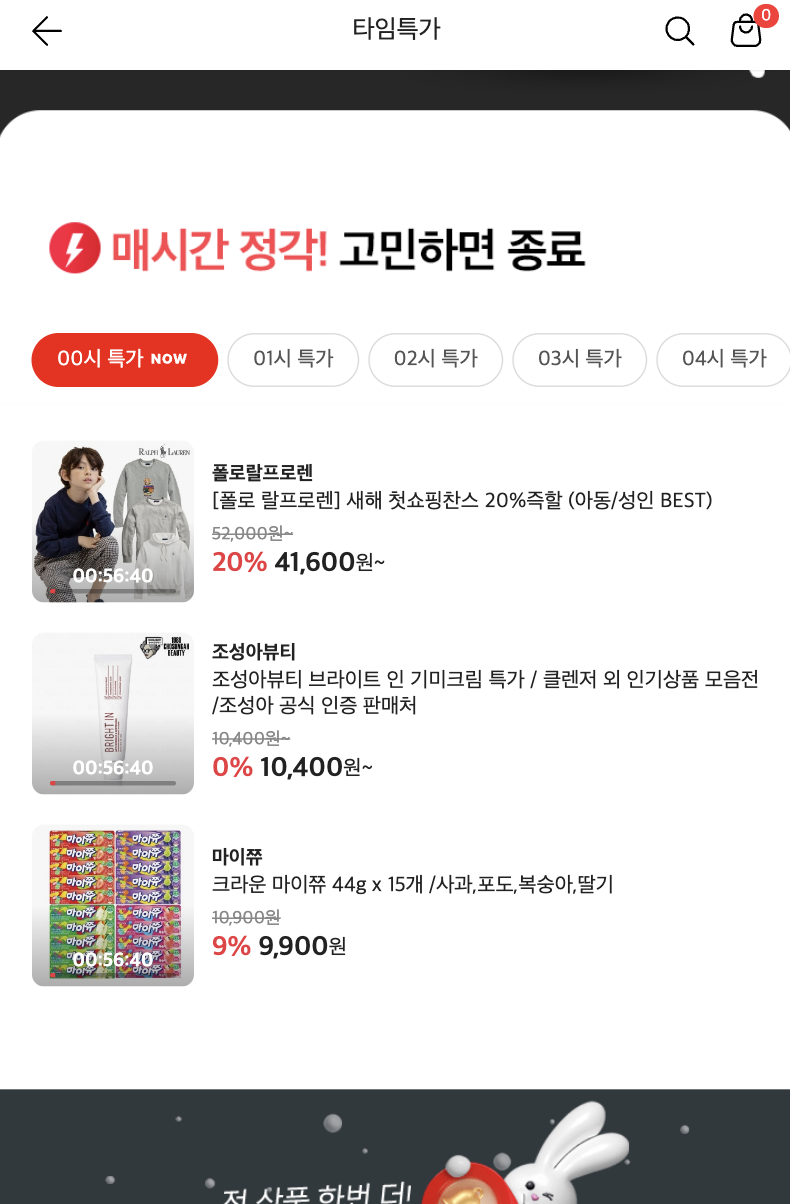 타임특가
0
매시간 정각! 고민하면 종료
00시 특가 NOW
01시 특가
02시 특가
03시 특가
04시 특가
RALPH LAUREN
00:56:40
폴로랄프로렌
[폴로 랄프로렌] 새해 첫쇼핑찬스 20%즉할 (아동/성인 BEST)
52,000원~
20% 41,600원~
BRIGHT.IN
00:56:40
조성아뷰티
조성아뷰티 브라이트 인 기미크림 특가 / 클렌저 외 인기상품 모음전
/조성아 공식 인증 판매처
10,400원~
0% 10,400원~
마이쮸
00:56:40
마이쮸
크라운 마이쮸 44g x 15개 /사과,포도,복숭아,딸기
10,900원
9% 9,900원
전 상품 한번 더!